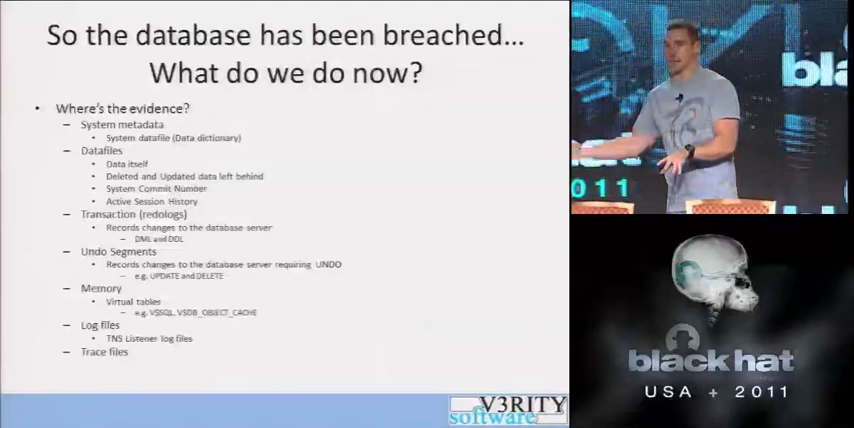 So the database has been breached...
What do we do now?
• Where's the evidence?
– System metadata
• System datafile (Data dictionary)
– Datafiles
• Data itself
• Deleted and Updated data left behind
• System Commit Number
• Active Session History
– Transaction (redologs)
• Records changes to the database server
– DML and DDL
– Undo Segments
• Records changes to the database server requiring UNDO
– e.g. UPDATE and DELETE
– Memory
• Virtual tables
– e.g. V$SQL, V$DB_OBJECT_CACHE
– Log files
• TNS Listener log files
– Trace files
V3RITY
software
bla
011
black hat
USA + 2011